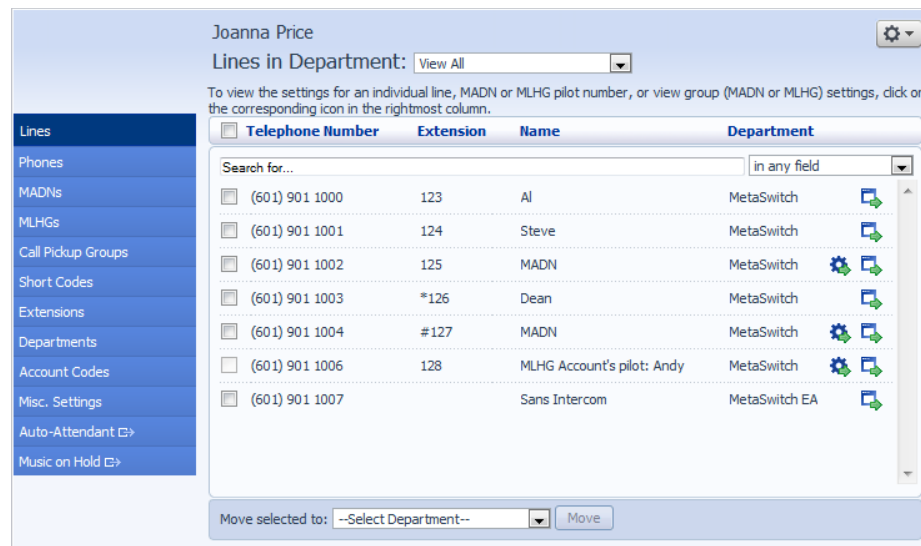 Joanna Price
Lines in Department: View All
To view the settings for an individual line, MADN or MLHG pilot number, or view group (MADN or MLHG) settings, click on
the corresponding icon in the rightmost column.
Lines
Phones
MADNs
MLHGs
Call Pickup Groups
Short Codes
Extensions
Departments
Account Codes
Misc. Settings
Auto-Attendant
Music on Hold
Telephone Number Extension Name Department
Search for... in any field
(601) 901 1000 123 Al MetaSwitch
(601) 901 1001 124 Steve MetaSwitch
(601) 901 1002 125 MADN MetaSwitch
(601) 901 1003 *126 Dean MetaSwitch
(601) 901 1004 #127 MADN MetaSwitch
(601) 901 1006 128 MLHG Account's pilot: Andy MetaSwitch
(601) 901 1007 Sans Intercom MetaSwitch EA
Move selected to: --Select Department-- Move